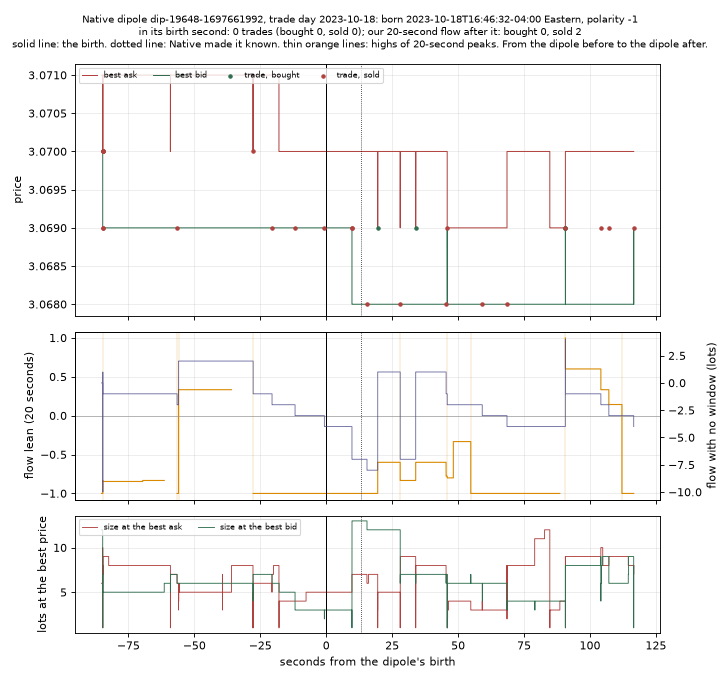 Native dipole dip-19648-1697661992, trade day 2023-10-18: born 2023-10-18T16:46:32-04:00 Eastern, polarity -1
in its birth second: 0 trades (bought 0, sold 0); our 20-second flow after it: bought 0, sold 2
solid line: the birth. dotted line: Native made it known. thin orange lines: highs of 20-second peaks. From the dipole before to the dipole after.
best ask best bid trade, bought trade, sold
3.0710
3.0705
3.0700
3.0695
3.0690
3.0685
3.0680
price
1.0
0.5
0.0
−0.5
−1.0
flow lean (20 seconds)
2.5
0.0
−2.5
−5.0
−7.5
−10.0
flow with no window (lots)
size at the best ask size at the best bid
10
5
lots at the best price
−75 −50 −25 0 25 50 75 100 125
seconds from the dipole's birth